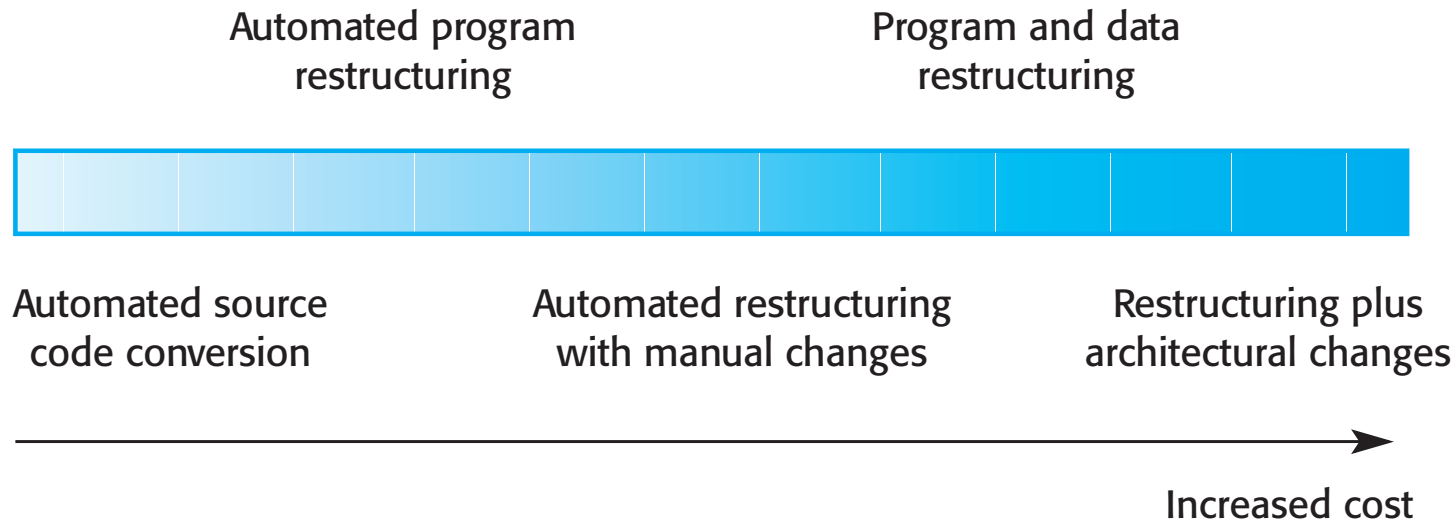 Automated program
restructuring
Program and data
restructuring
Automated source
code conversion
Automated restructuring
with manual changes
Restructuring plus
architectural changes
Increased cost